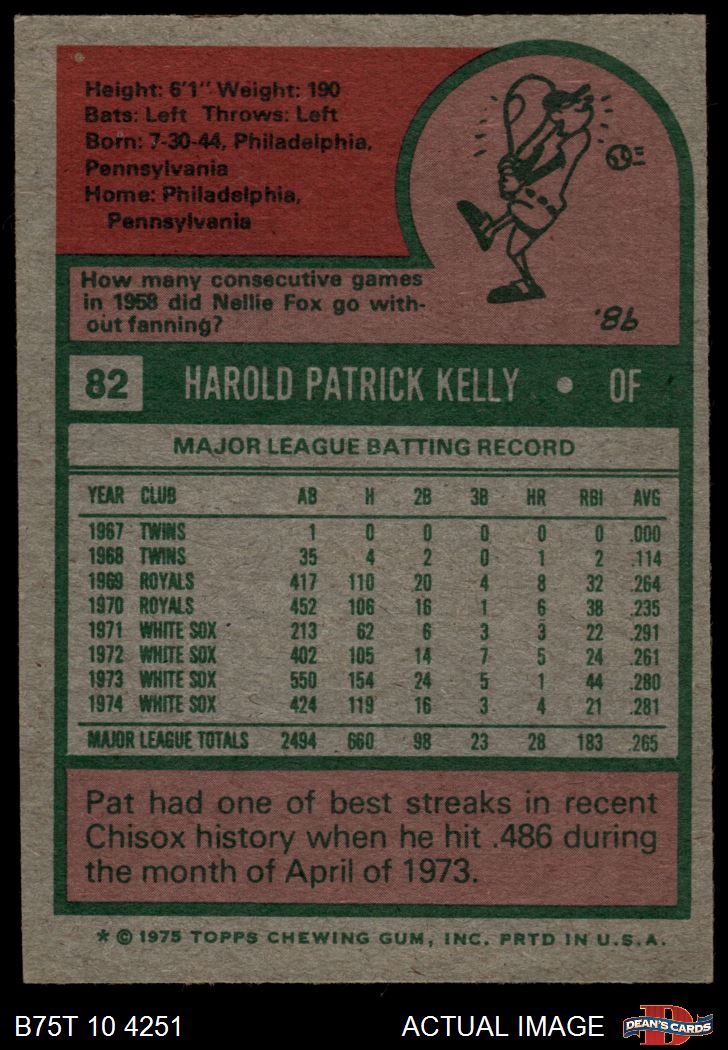 Height: 6'1" Weight: 190
Bats: Left Throws: Left
Born: 7-30-44, Philadelphia,
Pennsylvania
Home: Philadelphia,
Pennsylvania
How many consecutive games
in 1958 did Nellie Fox go with-
out fanning?
98.
82 HAROLD PATRICK KELLY • OF
MAJOR LEAGUE BATTING RECORD
YEAR CLUB AB H 2B 3B HR RBI AVG
1967 TWINS 1 0 0 0 0 0 .000
1968 TWINS 35 4 2 0 1 2 .114
1969 ROYALS 417 110 20 4 8 32 .264
1970 ROYALS 452 106 16 1 6 38 .235
1971 WHITE SOX 213 62 6 3 3 22 .291
1972 WHITE SOX 402 105 14 7 5 24 .261
1973 WHITE SOX 550 154 24 5 1 44 .280
1974 WHITE SOX 424 119 16 3 4 21 .281
MAJOR LEAGUE TOTALS 2494 660 98 23 28 183 .265
Pat had one of best streaks in recent
Chisox history when he hit .486 during
the month of April of 1973.
* © 1975 TOPPS CHEWING GUM, INC. PRTD IN U.S.A.
B75T 10 4251 ACTUAL IMAGE D DEAN'S CARDS